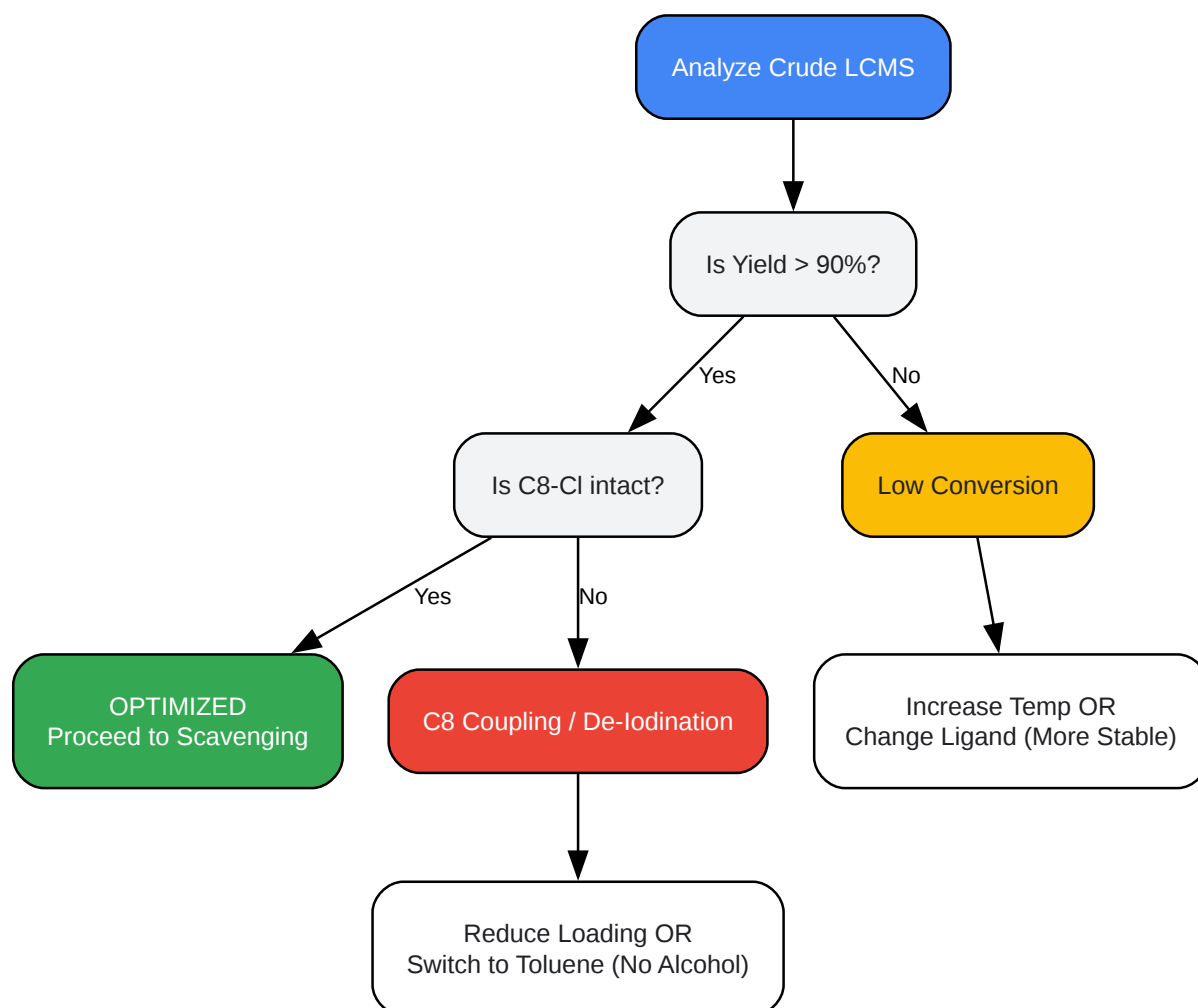 Analyze Crude LCMS
Is Yield > 90%?
Yes
No
Is C8-Cl intact?
Low Conversion
Yes
No
OPTIMIZED
Proceed to Scavenging
C8 Coupling / De-Iodination
Increase Temp OR
Change Ligand (More Stable)
Reduce Loading OR
Switch to Toluene (No Alcohol)